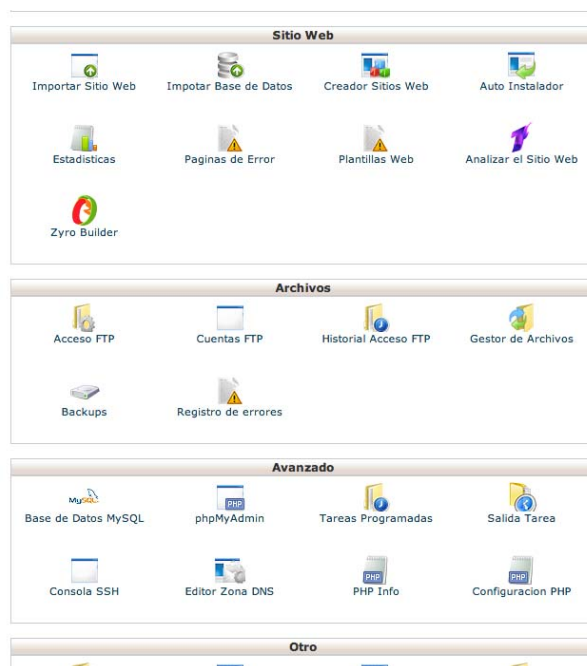 Sitio Web
Importar Sitio Web Impotar Base de Datos Creador Sitios Web Auto Instalador
Estadisticas Paginas de Error Plantillas Web Analizar el Sitio Web
Zyro Builder
Archivos
Acceso FTP Cuentas FTP Historial Acceso FTP Gestor de Archivos
Backups Registro de errores
Avanzado
MySQL PHP
Base de Datos MySQL phpMyAdmin Tareas Programadas Salida Tarea
PHP PHP
Consola SSH Editor Zona DNS PHP Info Configuracion PHP
Otro